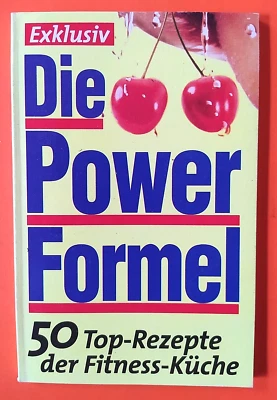 Exklusiv
Die
Power
Formel
50 Top-Rezepte
der Fitness-Küche